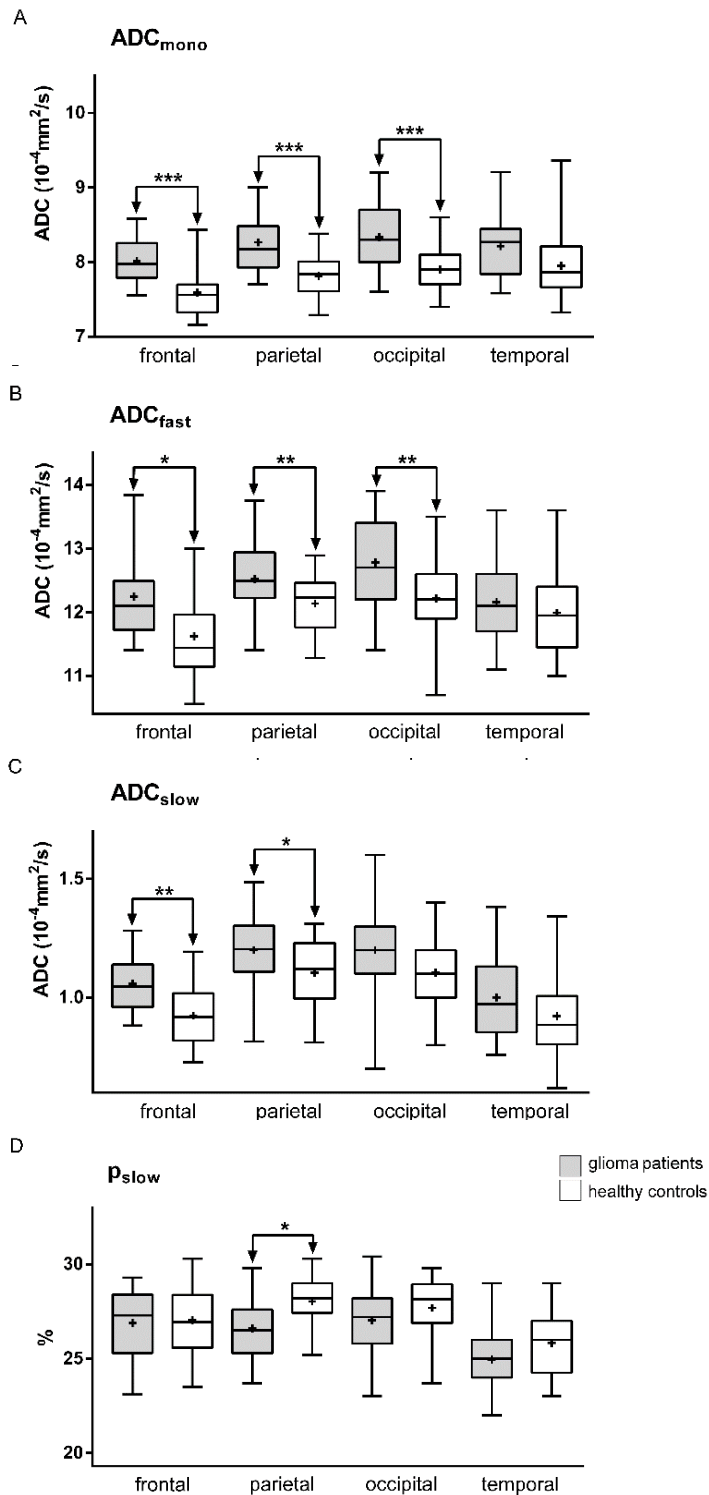 A
ADCmono
ADC (10-4mm2/s)
10
9
8
7
***
***
***
frontal parietal occipital temporal
B
ADCfast
ADC (10-4mm2/s)
14
13
12
11
*
**
**
frontal parietal occipital temporal
C
ADCslow
ADC (10-4mm2/s)
1.5
1.0
**
*
frontal parietal occipital temporal
D
pslow
glioma patients
healthy controls
%
30
25
20
*
frontal parietal occipital temporal